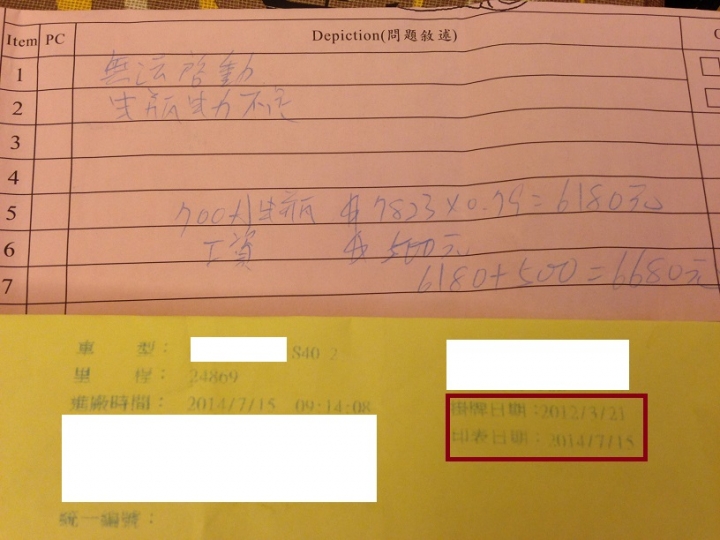 Item PC Depiction(問題敘述)
1 無法啓動
2 生瓶生力不足
3
4
5 700A生瓶 $7823×0.79=6180元
6 工資 $500元
7 6180+500=6680元
車 型： S40 2
里 程： 24869
進廠時間： 2014/7/15 09:14:08
掛牌日期：2012/3/21
印表日期：2014/7/15
統一編號：